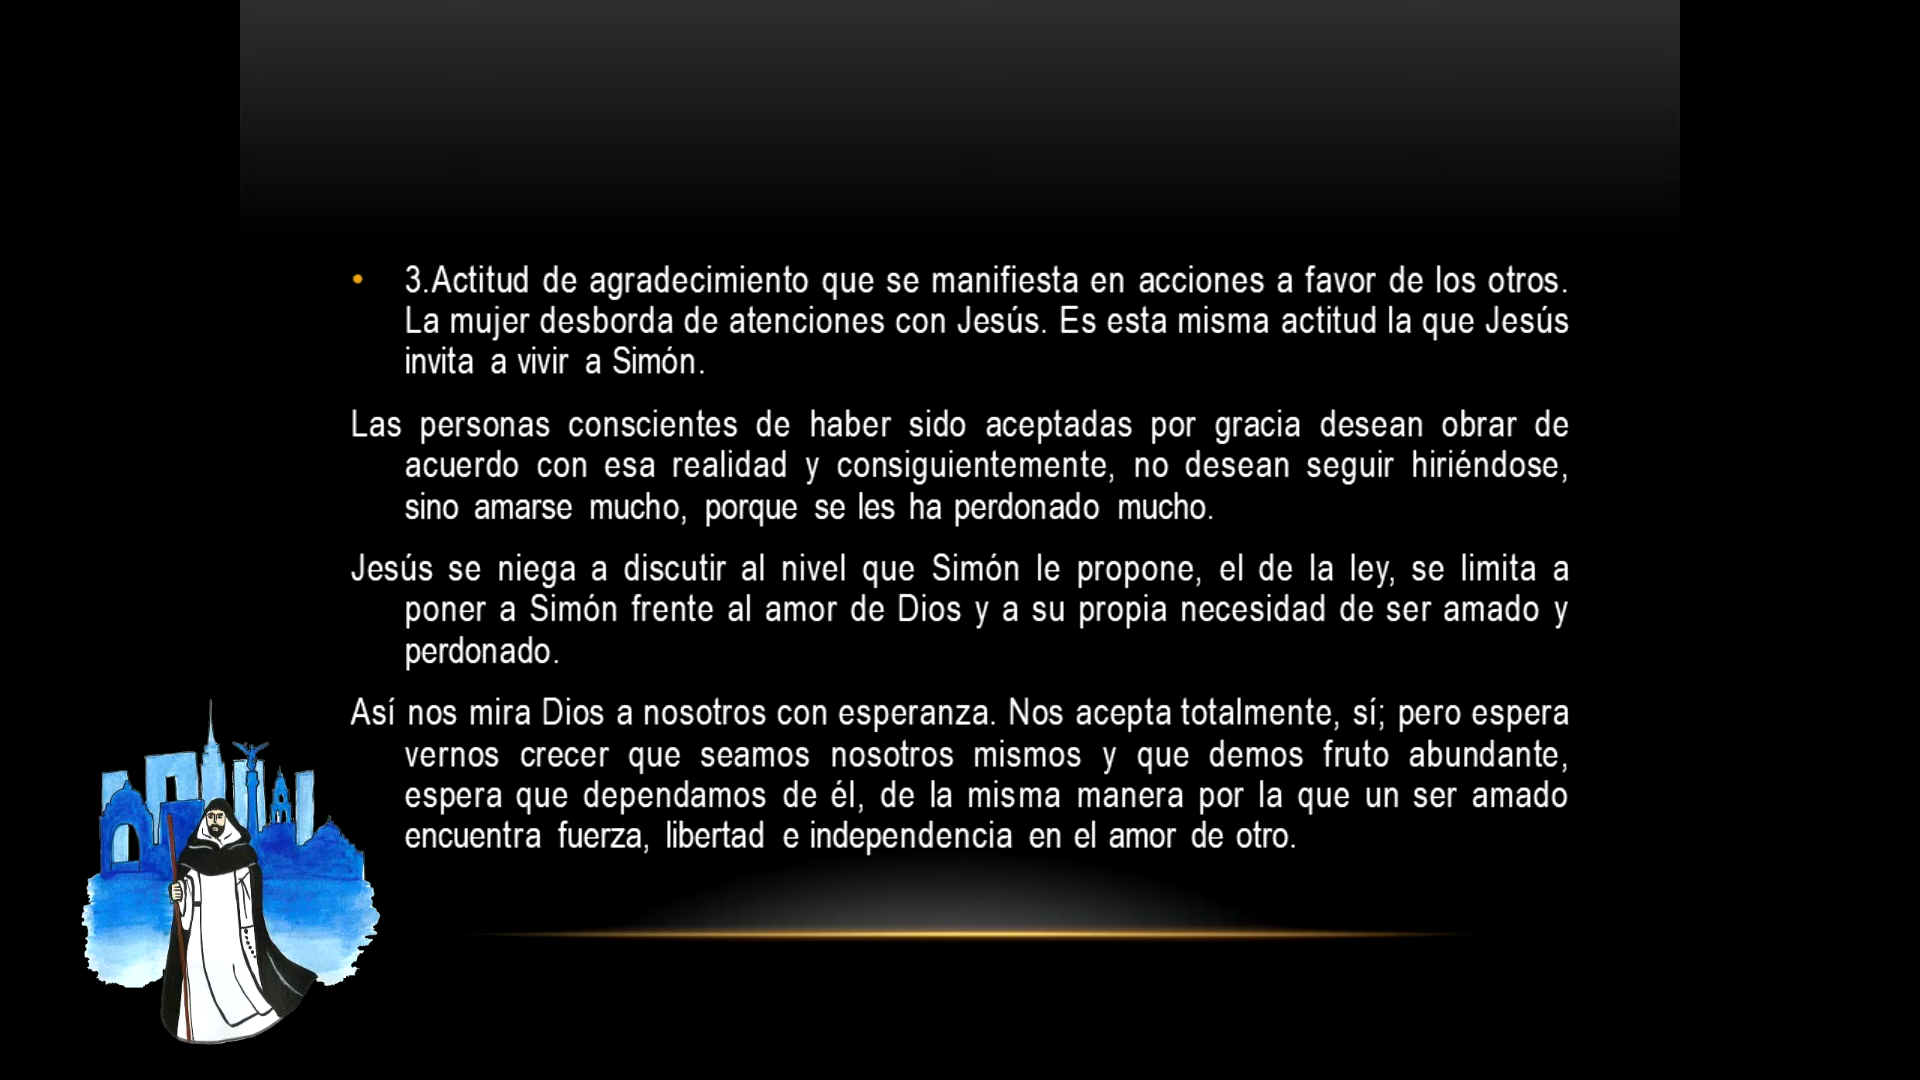 • 3.Actitud de agradecimiento que se manifiesta en acciones a favor de los otros.
La mujer desborda de atenciones con Jesús. Es esta misma actitud la que Jesús
invita a vivir a Simón.
Las personas conscientes de haber sido aceptadas por gracia desean obrar de
acuerdo con esa realidad y consiguientemente, no desean seguir hiriéndose,
sino amarse mucho, porque se les ha perdonado mucho.
Jesús se niega a discutir al nivel que Simón le propone, el de la ley, se limita a
poner a Simón frente al amor de Dios y a su propia necesidad de ser amado y
perdonado.
Así nos mira Dios a nosotros con esperanza. Nos acepta totalmente, sí; pero espera
vernos crecer que seamos nosotros mismos y que demos fruto abundante,
espera que dependamos de él, de la misma manera por la que un ser amado
encuentra fuerza, libertad e independencia en el amor de otro.